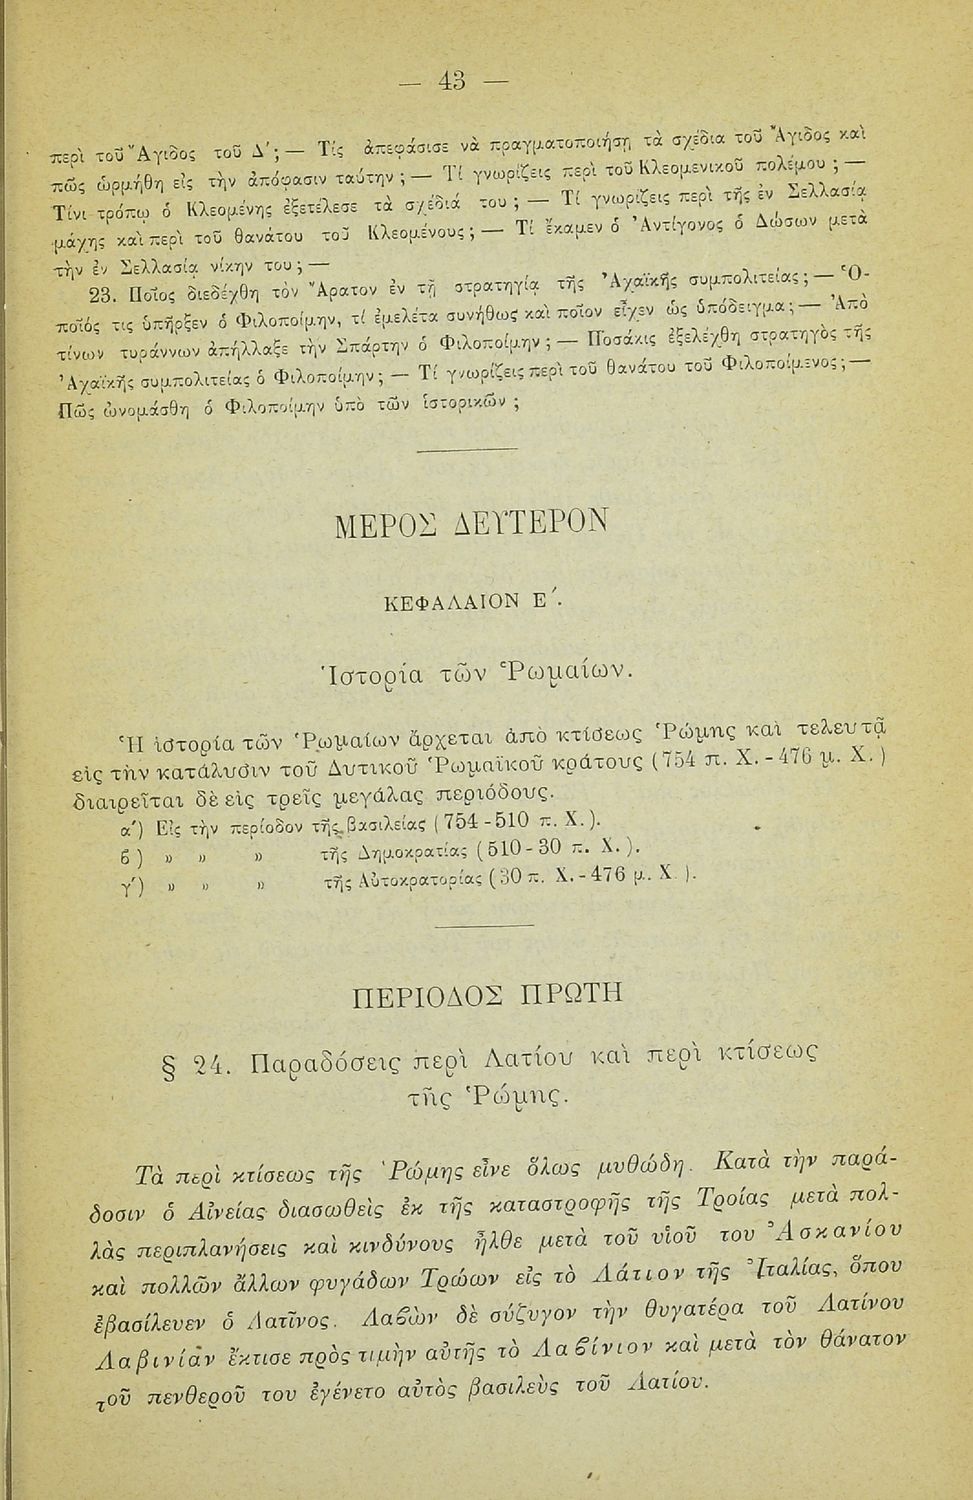 — 43 —
περὶ τοῦ Ἄγιδος τοῦ Δ΄; — Τίς ἀπεφάσισε νὰ πραγματοποιήσῃ τὰ σχέδια τοῦ Ἄγιδος καὶ
πῶς ὡρμήθη εἰς τὴν ἀπόφασιν ταύτην; — Τί γνωρίζεις περὶ τοῦ Κλεομενικοῦ πολέμου; —
Τίνι τρόπῳ ὁ Κλεομένης ἐξετέλεσε τὰ σχέδιά του; — Τί γνωρίζεις περὶ τῆς ἐν Σελλασίᾳ
μάχης καὶ περὶ τοῦ θανάτου τοῦ Κλεομένους; — Τί ἔκαμεν ὁ Ἀντίγονος ὁ Δώσων μετὰ
τὴν ἐν Σελλασίᾳ νίκην του; —
23. Ποῖος διεδέχθη τὸν Ἄρατον ἐν τῇ στρατηγίᾳ τῆς Ἀχαϊκῆς συμπολιτείας; — Ὁ-
ποῖός τις ὑπῆρξεν ὁ Φιλοποίμην, τί ἐμελέτα συνήθως καὶ ποῖον εἶχεν ὡς ὑπόδειγμα; — Ἀπὸ
τίνων τυράννων ἀπήλλαξε τὴν Σπάρτην ὁ Φιλοποίμην; — Ποσάκις ἐξελέχθη στρατηγὸς τῆς
Ἀχαϊκῆς συμπολιτείας ὁ Φιλοποίμην; — Τί γνωρίζεις περὶ τοῦ θανάτου τοῦ Φιλοποίμενος; —
Πῶς ὠνομάσθη ὁ Φιλοποίμην ὑπὸ τῶν ἱστορικῶν;
ΜΕΡΟΣ ΔΕΥΤΕΡΟΝ
ΚΕΦΑΛΑΙΟΝ Ε΄.
Ἱστορία τῶν Ῥωμαίων.
Ἡ ἱστορία τῶν Ῥωμαίων ἄρχεται ἀπὸ κτίσεως Ῥώμης καὶ τελευτᾷ
εἰς τὴν κατάλυσιν τοῦ Δυτικοῦ Ῥωμαϊκοῦ κράτους (754 π. Χ. - 476 μ. Χ.)
διαιρεῖται δὲ εἰς τρεῖς μεγάλας περιόδους.
α΄) Εἰς τὴν περίοδον τῆς βασιλείας (754 - 510 π. Χ.).
β) » » » τῆς Δημοκρατίας (510 - 30 π. Χ.).
γ΄) » » » τῆς Αὐτοκρατορίας (30 π. Χ. - 476 μ. Χ ).
ΠΕΡΙΟΔΟΣ ΠΡΩΤΗ
§ 24. Παραδόσεις περὶ Λατίου καὶ περὶ κτίσεως
τῆς Ῥώμης.
Τὰ περὶ κτίσεως τῆς Ῥώμης εἶνε ὅλως μυθώδη. Κατὰ τὴν παρά-
δοσιν ὁ Αἰνείας διασωθεὶς ἐκ τῆς καταστροφῆς τῆς Τροίας μετὰ πολ-
λὰς περιπλανήσεις καὶ κινδύνους ἦλθε μετὰ τοῦ υἱοῦ του Ἀσκανίου
καὶ πολλῶν ἄλλων φυγάδων Τρώων εἰς τὸ Λάτιον τῆς Ἰταλίας, ὅπου
ἐβασίλευεν ὁ Λατῖνος. Λαβὼν δὲ σύζυγον τὴν θυγατέρα τοῦ Λατίνου
Λαβινίαν ἔκτισε πρὸς τιμὴν αὐτῆς τὸ Λαβίνιον καὶ μετὰ τὸν θάνατον
τοῦ πενθεροῦ του ἐγένετο αὐτὸς βασιλεὺς τοῦ Λατίου.